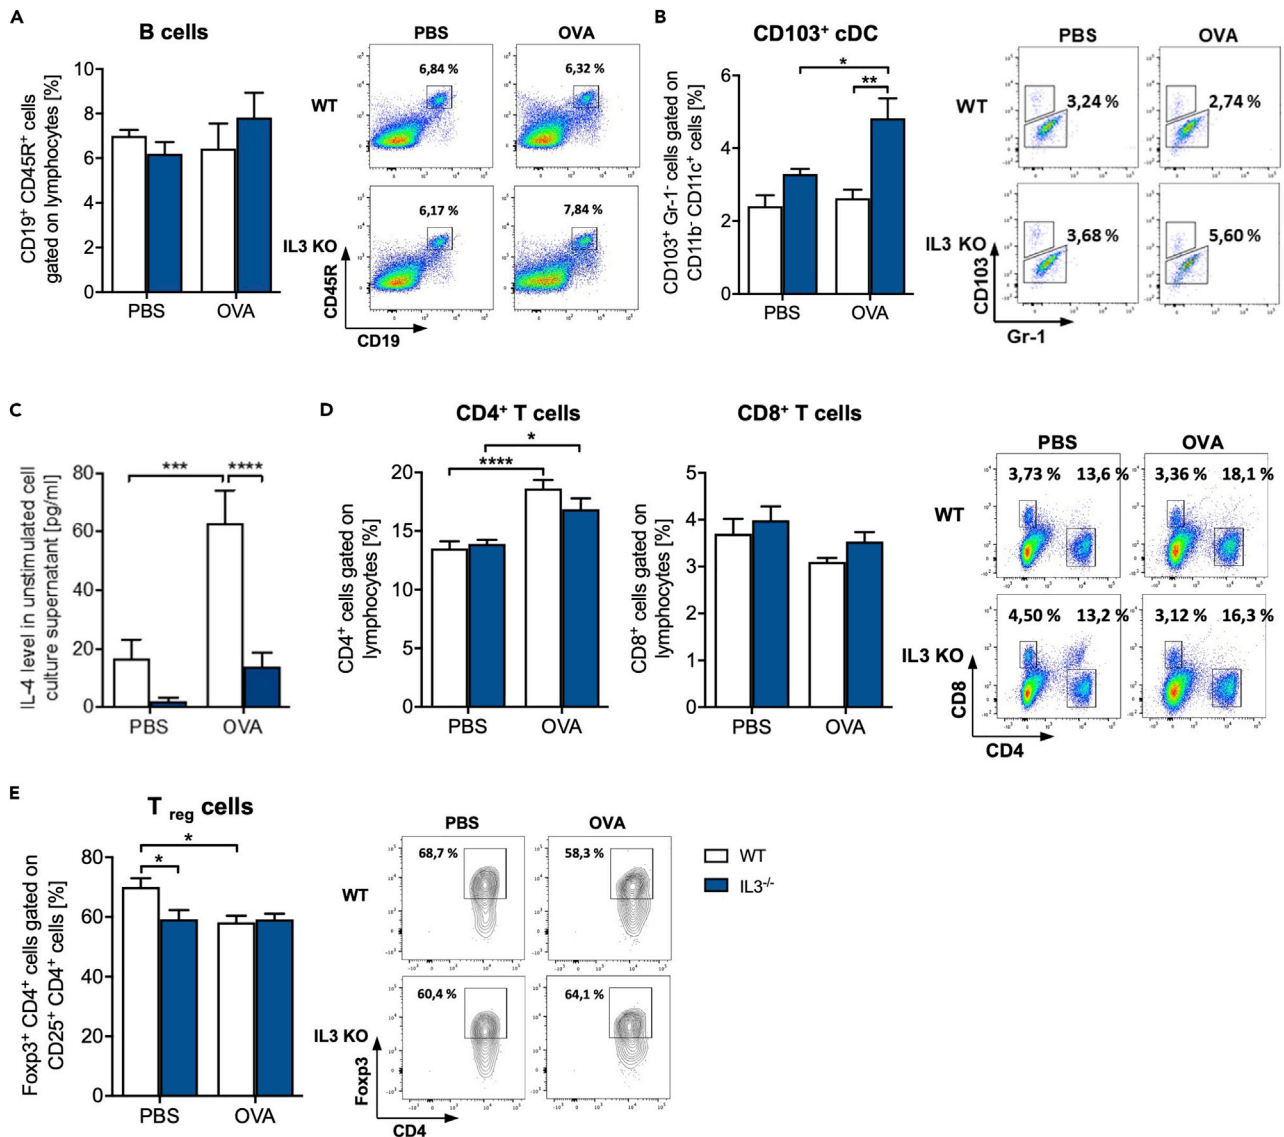 A
B cells
CD19⁺ CD45R⁺ cells
gated on lymphocytes [%]
10
8
6
4
2
0
PBS
OVA
PBS
OVA
WT
6,84 %
6,32 %
IL3 KO
6,17 %
7,84 %
CD45R
CD19
B
CD103⁺ cDC
CD103⁺ Gr-1⁻ cells gated on
CD11b⁻ CD11c⁺ cells [%]
6
4
2
0
*
**
PBS
OVA
PBS
OVA
WT
3,24 %
2,74 %
IL3 KO
3,68 %
5,60 %
CD103
Gr-1
C
IL-4 level in unstimulated cell
culture supernatant [pg/ml]
80
60
40
20
0
***
****
PBS
OVA
D
CD4⁺ T cells
CD4⁺ cells gated on
lymphocytes [%]
20
15
10
5
0
*
****
PBS
OVA
CD8⁺ T cells
CD8⁺ cells gated on
lymphocytes [%]
5
4
3
2
1
0
PBS
OVA
PBS
OVA
WT
3,73 %
13,6 %
3,36 %
18,1 %
IL3 KO
4,50 %
13,2 %
3,12 %
16,3 %
CD8
CD4
E
T reg cells
Foxp3⁺ CD4⁺ cells gated on
CD25⁺ CD4⁺ cells [%]
80
60
40
20
0
*
*
PBS
OVA
PBS
OVA
WT
68,7 %
58,3 %
IL3 KO
60,4 %
64,1 %
Foxp3
CD4
WT
IL3⁻/⁻